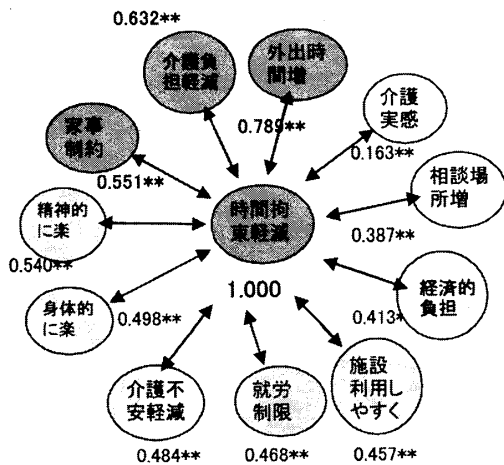 0.632**
介護負
担軽減
外出時
間増
0.789**
介護
実感
0.163**
家事
制約
0.551**
相談場
所増
0.387**
精神的
に楽
0.540**
時間拘
束軽減
1.000
経済的
負担
0.413*
身体的
に楽
0.498**
介護不
安軽減
0.484**
就労
制限
0.468**
施設
利用し
やすく
0.457**